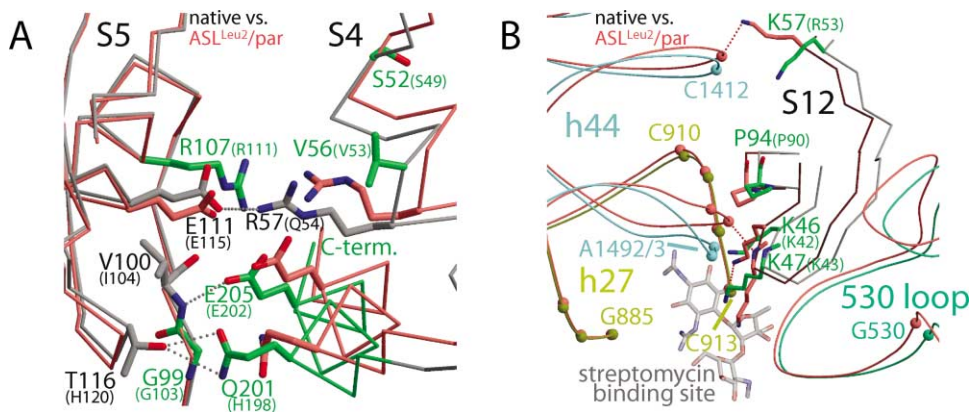 A
S5
native vs.
ASL^Leu2/par
S4
S52(S49)
R107(R111)
V56(V53)
E111
(E115)
R57(Q54)
V100
(I104)
C-term.
E205
(E202)
T116
(H120)
G99
(G103)
Q201
(H198)
B
native vs.
ASL^Leu2/par
K57(R53)
C1412
S12
h44
C910
P94(P90)
K46
(K42)
A1492/3
K47(K43)
h27
530 loop
G885
C913
G530
streptomycin
binding site